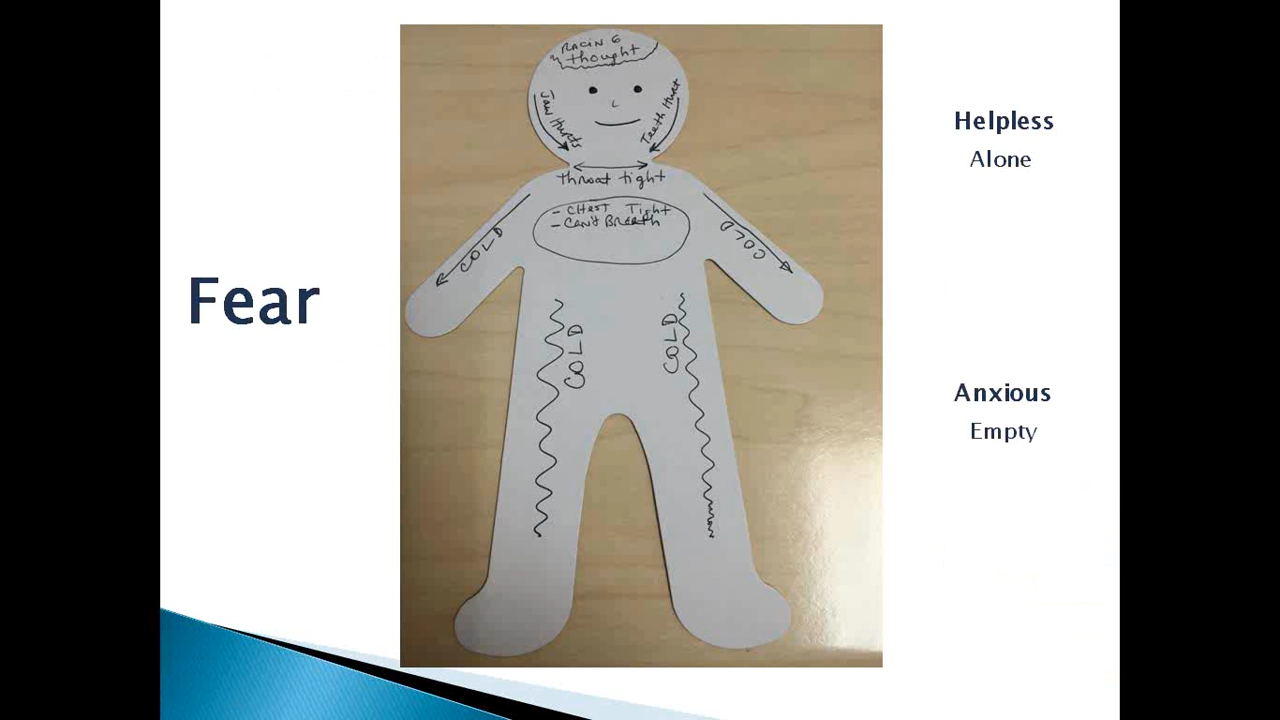 Fear
RACING
thought
Jaw Hurts
Teeth Hurt
throat tight
- CHEST Tight
- Can't Breath
COLD
COLD
COLD
COLD
Helpless
Alone
Anxious
Empty